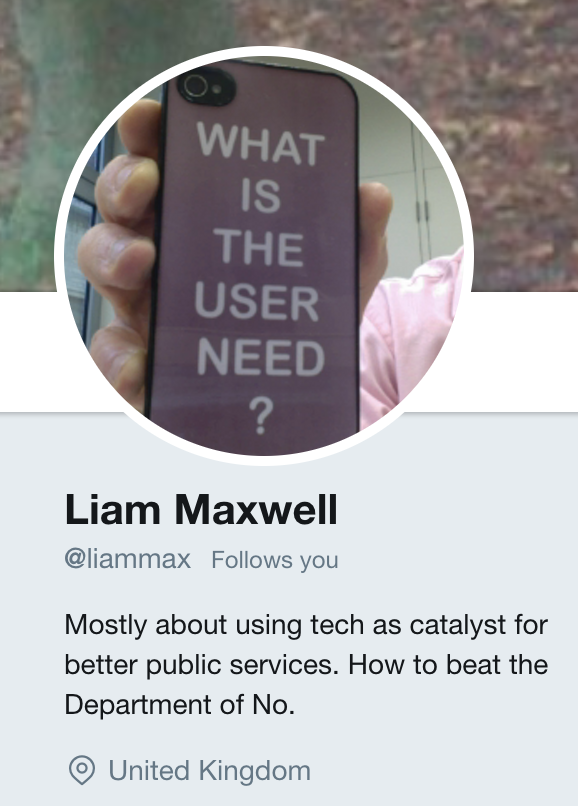 WHAT
IS
THE
USER
NEED
?
Liam Maxwell
@liammax Follows you
Mostly about using tech as catalyst for
better public services. How to beat the
Department of No.
United Kingdom